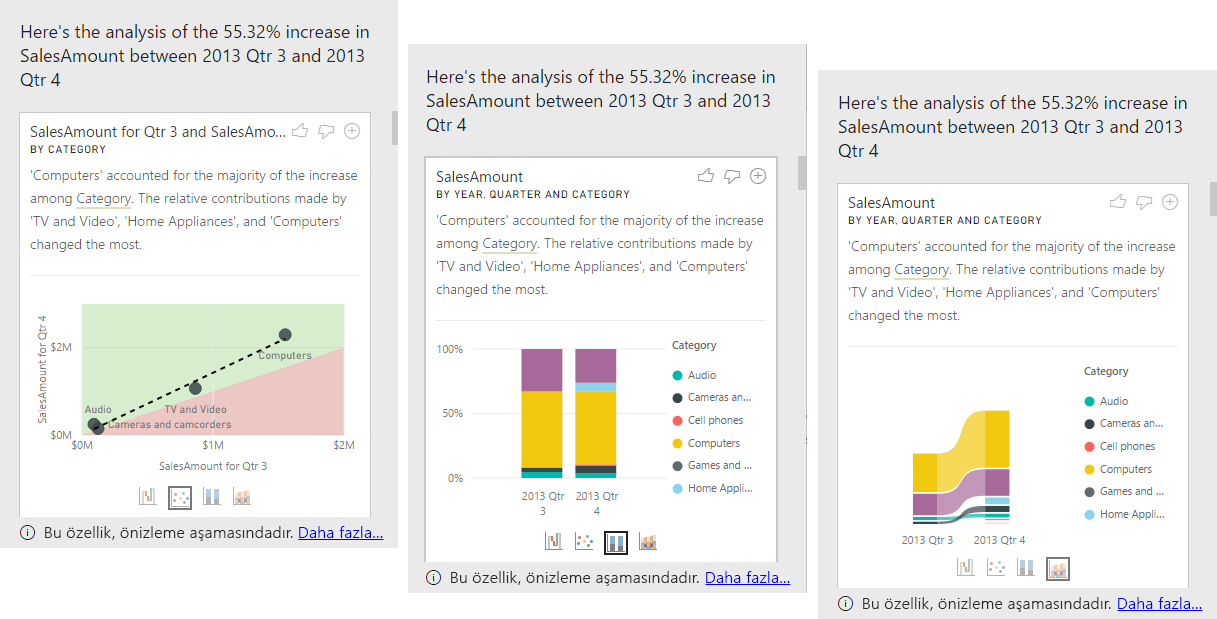 Here's the analysis of the 55.32% increase in
SalesAmount between 2013 Qtr 3 and 2013
Qtr 4
SalesAmount for Qtr 3 and SalesAmo...
BY CATEGORY
'Computers' accounted for the majority of the increase
among Category. The relative contributions made by
'TV and Video', 'Home Appliances', and 'Computers'
changed the most.
SalesAmount for Qtr 4
$2M
$0M
Computers
TV and Video
Audio
Cameras and camcorders
$0M
$1M
$2M
SalesAmount for Qtr 3
Bu özellik, önizleme aşamasındadır. Daha fazla...
Here's the analysis of the 55.32% increase in
SalesAmount between 2013 Qtr 3 and 2013
Qtr 4
SalesAmount
BY YEAR, QUARTER AND CATEGORY
'Computers' accounted for the majority of the increase
among Category. The relative contributions made by
'TV and Video', 'Home Appliances', and 'Computers'
changed the most.
100%
50%
0%
2013 Qtr
3
2013 Qtr
4
Category
Audio
Cameras an...
Cell phones
Computers
Games and ...
Home Appli...
Bu özellik, önizleme aşamasındadır. Daha fazla...
Here's the analysis of the 55.32% increase in
SalesAmount between 2013 Qtr 3 and 2013
Qtr 4
SalesAmount
BY YEAR, QUARTER AND CATEGORY
'Computers' accounted for the majority of the increase
among Category. The relative contributions made by
'TV and Video', 'Home Appliances', and 'Computers'
changed the most.
2013 Qtr 3
2013 Qtr 4
Category
Audio
Cameras an...
Cell phones
Computers
Games and ...
Home Appli...
Bu özellik, önizleme aşamasındadır. Daha fazla...